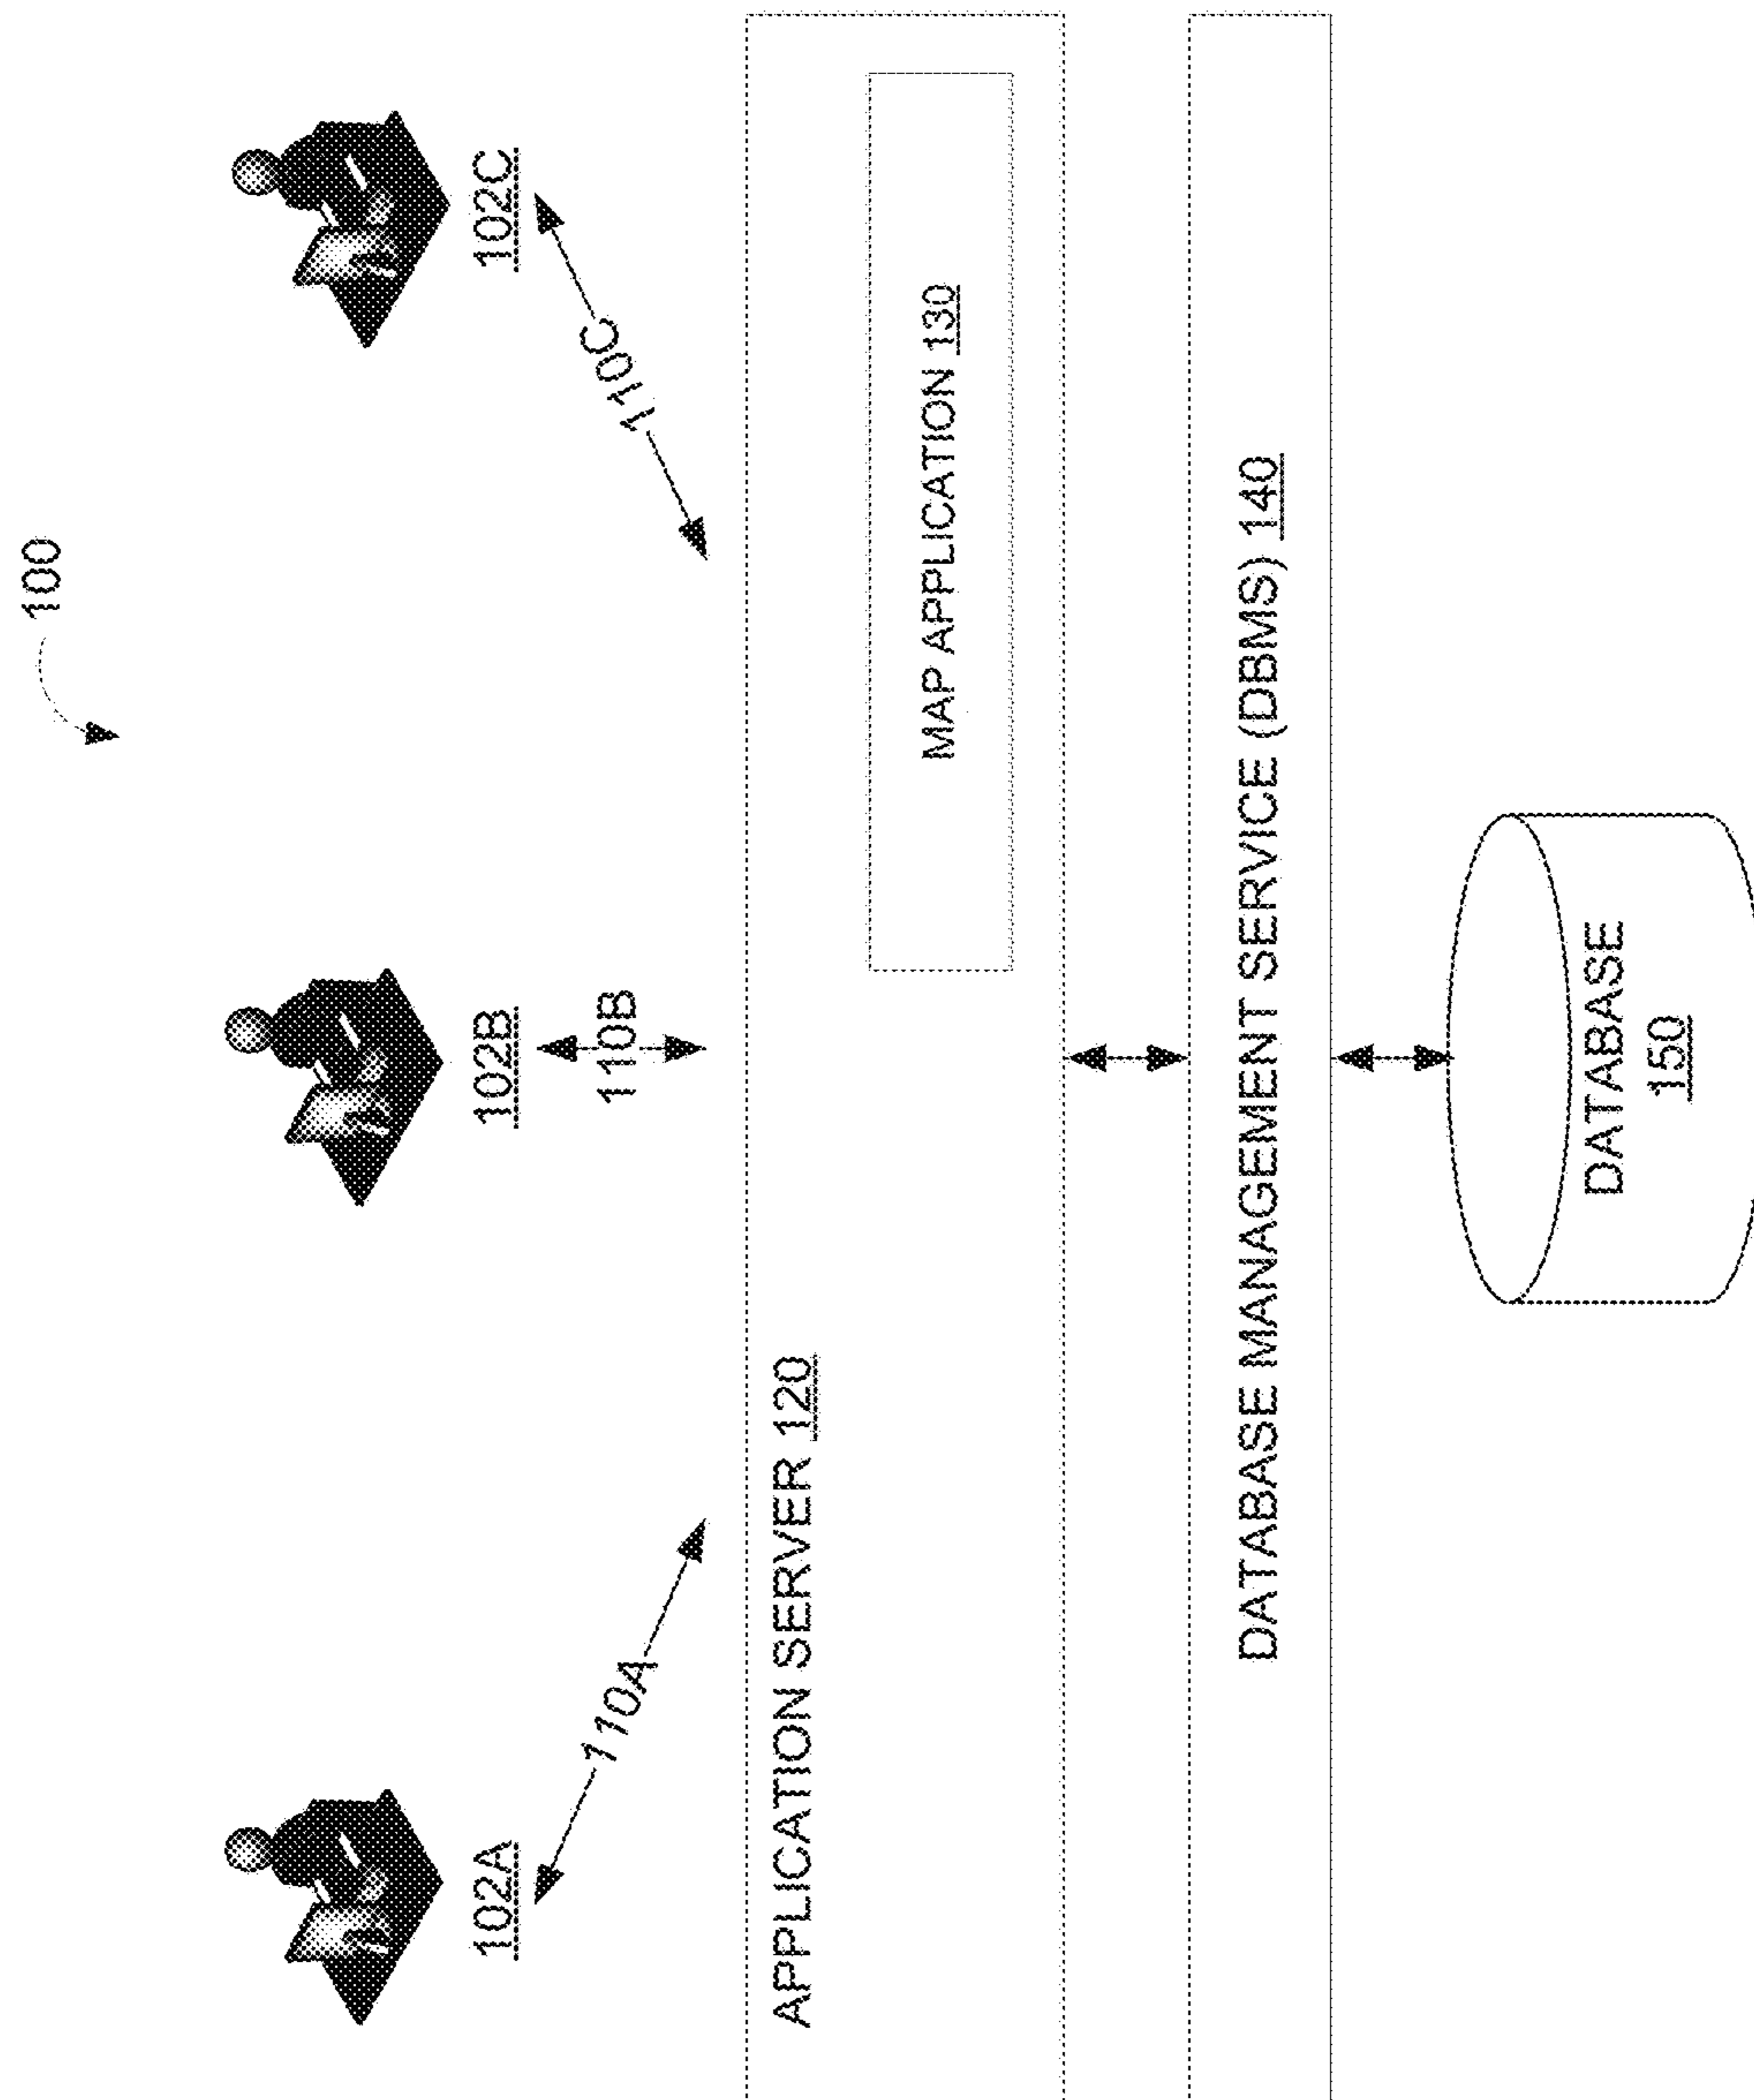 100
102A
102B
102C
110A
110B
110C
APPLICATION SERVER 120
MAP APPLICATION 130
DATABASE MANAGEMENT SERVICE (DBMS) 140
DATABASE
150